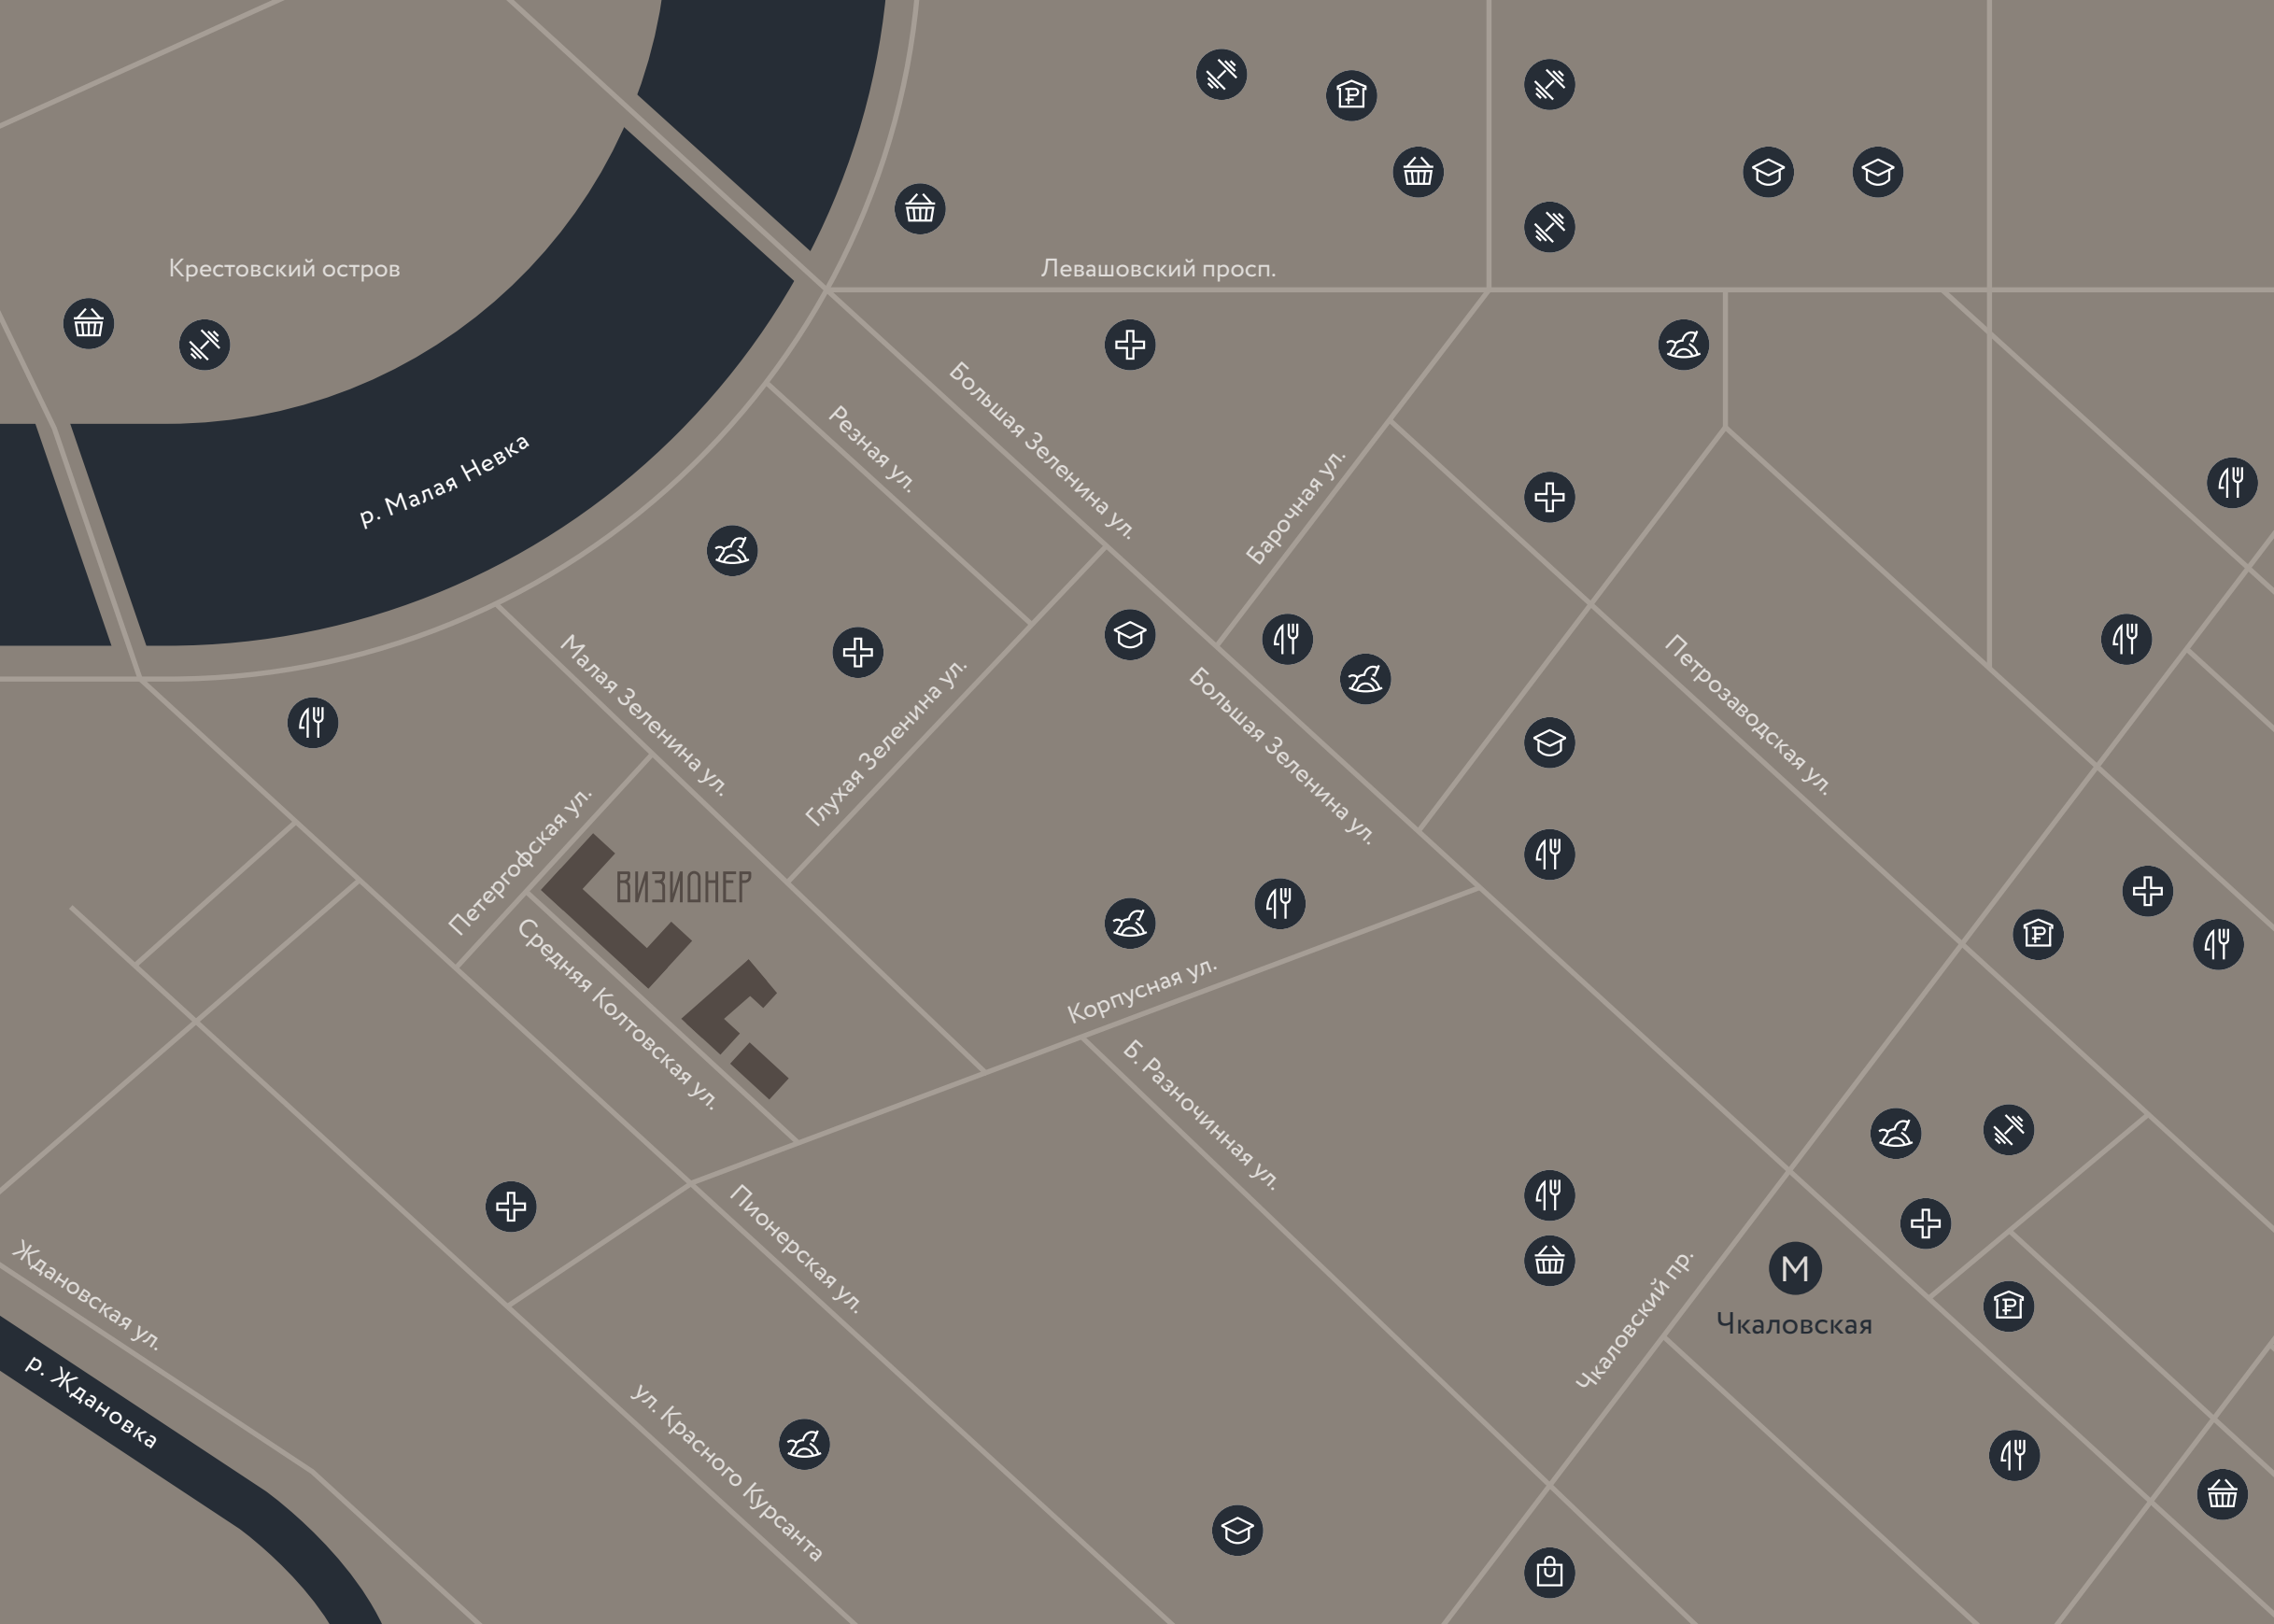 Крестовский остров
Левашовский просп.
Большая Зеленина ул.
Резная ул.
р. Малая Невка
Барочная ул.
Малая Зеленина ул.
Глухая Зеленина ул.
Большая Зеленина ул.
Петрозаводская ул.
Петергофская ул.
ВИЗИОНЕР
Средняя Колтовская ул.
Корпусная ул.
Б. Разночинная ул.
Пионерская ул.
Ждановская ул.
р. Ждановка
Чкаловский пр.
М
Чкаловская
ул. Красного Курсанта